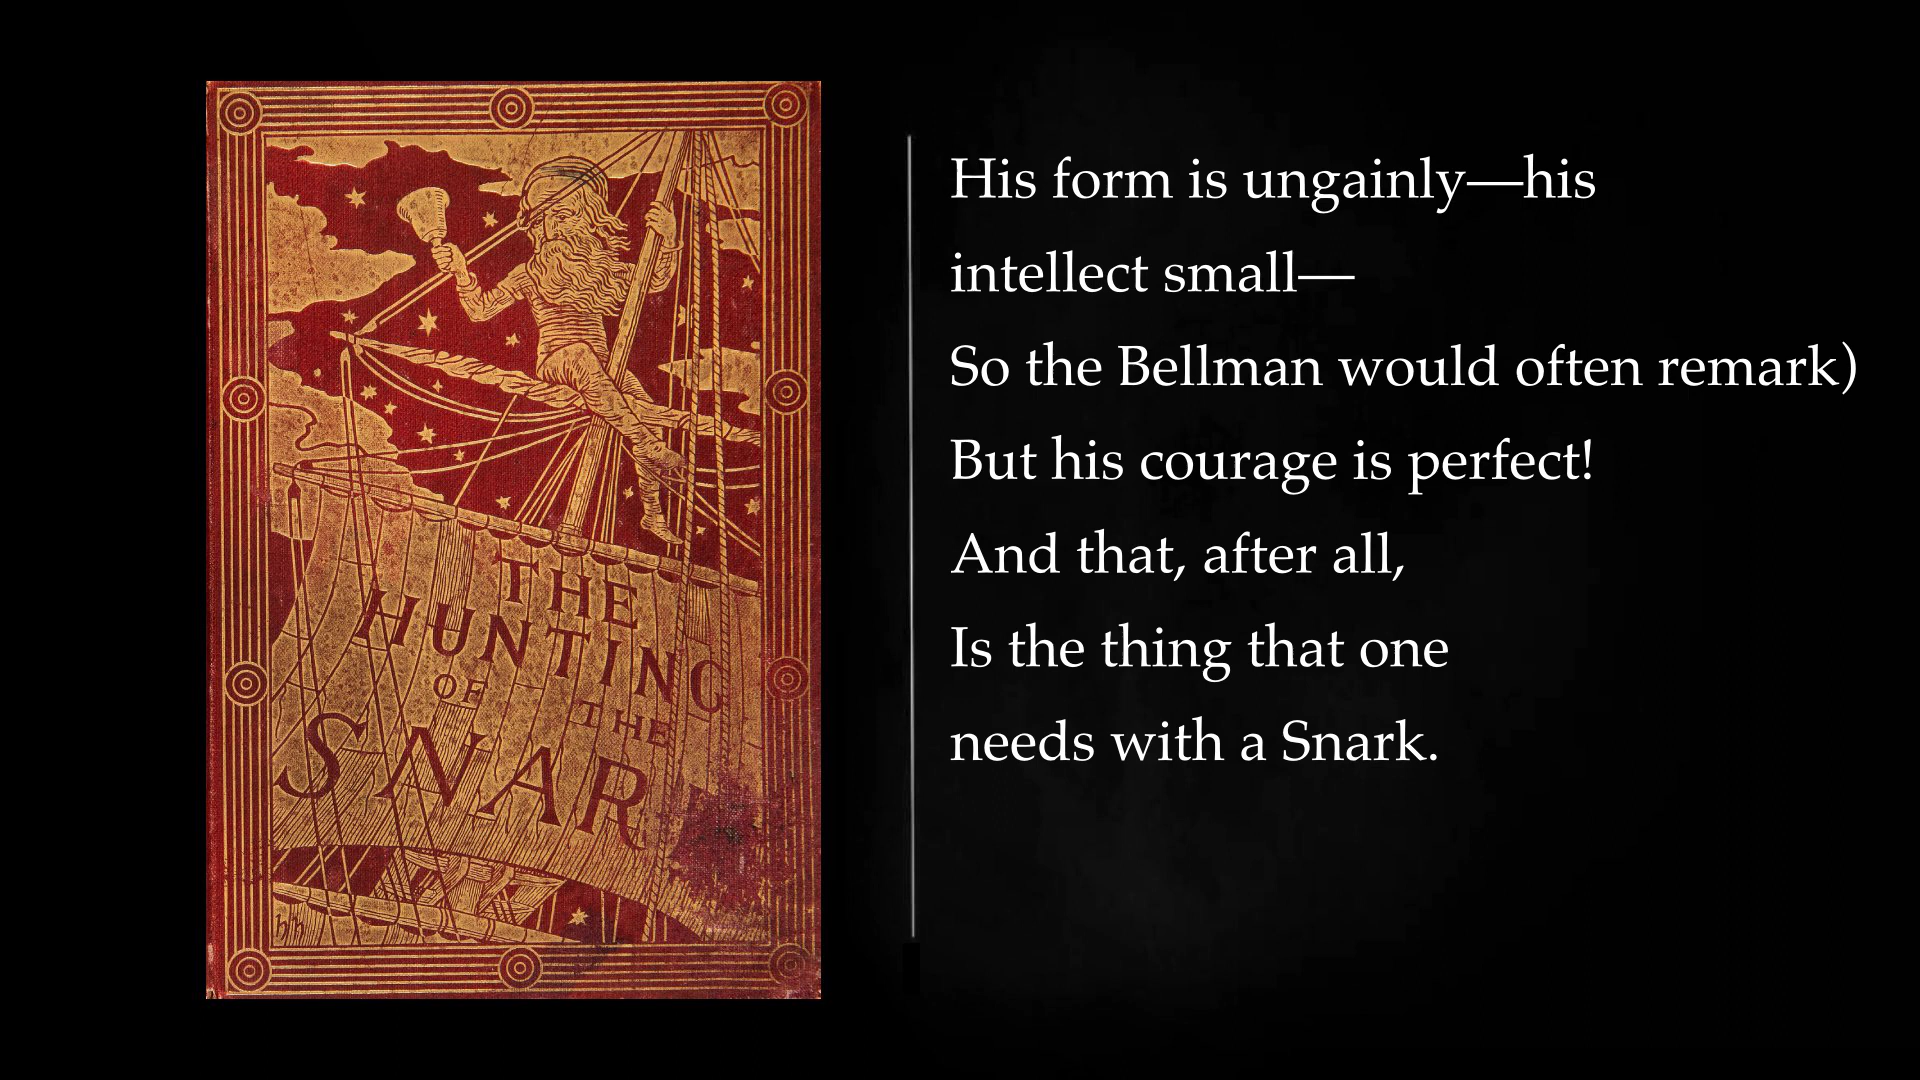 THE
HUNTING
OF THE
SNAR
His form is ungainly—his
intellect small—
So the Bellman would often remark)
But his courage is perfect!
And that, after all,
Is the thing that one
needs with a Snark.